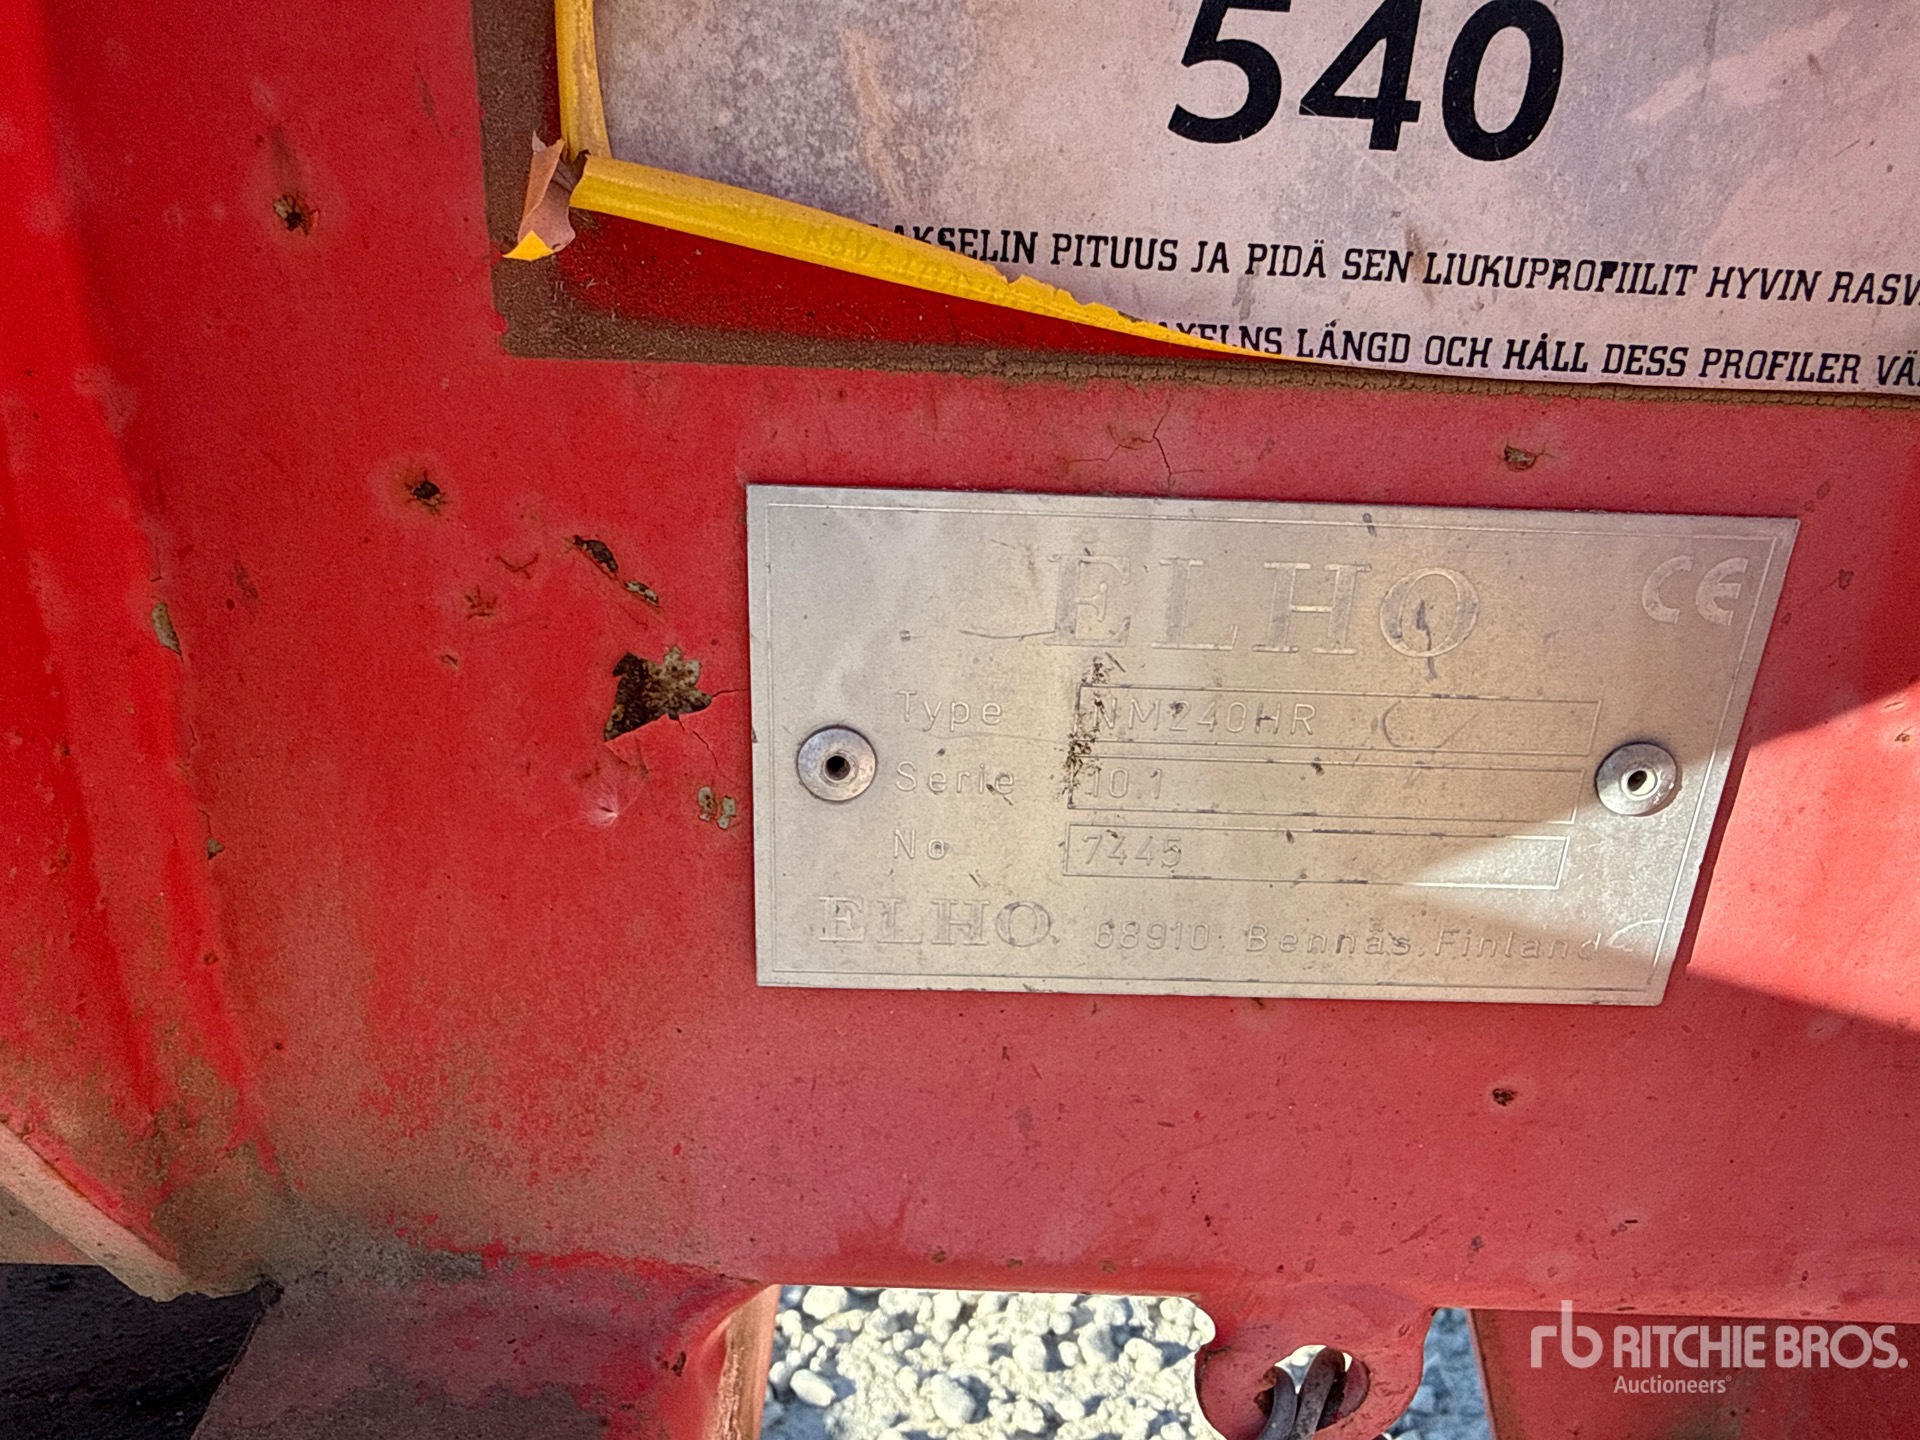 540
AKSELIN PITUUS JA PIDÄ SEN LIUKUPROFIILIT HYVIN RASV
AXELNS LÄNGD OCH HÅLL DESS PROFILER VÄ
ELHO CE
Type NM240HR
Serie 10.1
No 7445
ELHO 68910 Bennäs.Finland
rb RITCHIE BROS.
Auctioneers